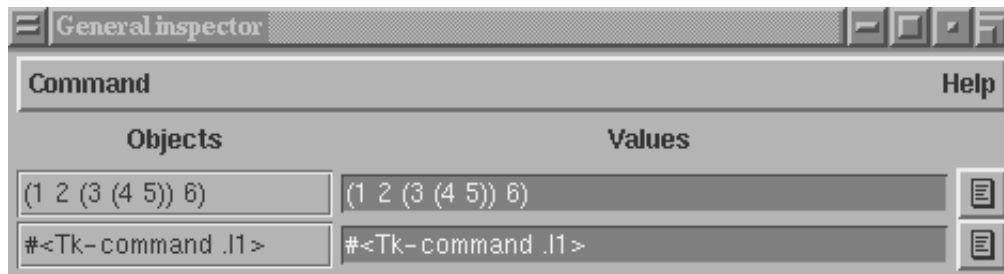 General inspector
Command Help
Objects Values
(1 2 (3 (4 5)) 6) (1 2 (3 (4 5)) 6)
#<Tk-command .l1> #<Tk-command .l1>